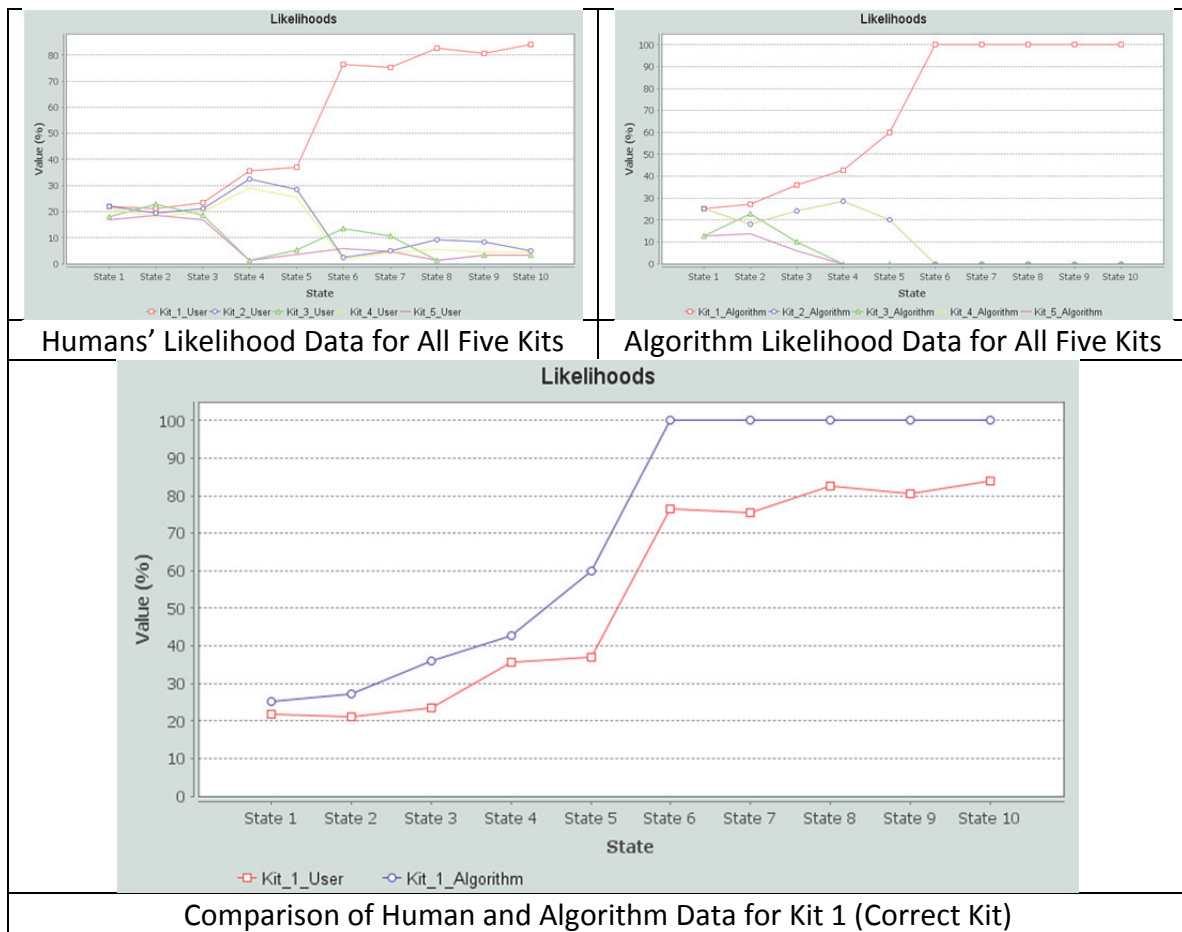 Likelihoods
Value (%)
80
70
60
50
40
30
20
10
0
State 1 State 2 State 3 State 4 State 5 State 6 State 7 State 8 State 9 State 10
State
Kit_1_User Kit_2_User Kit_3_User Kit_4_User Kit_5_User
Humans’ Likelihood Data for All Five Kits
Likelihoods
Value (%)
100
90
80
70
60
50
40
30
20
10
0
State 1 State 2 State 3 State 4 State 5 State 6 State 7 State 8 State 9 State 10
State
Kit_1_Algorithm Kit_2_Algorithm Kit_3_Algorithm Kit_4_Algorithm Kit_5_Algorithm
Algorithm Likelihood Data for All Five Kits
Likelihoods
Value (%)
100
90
80
70
60
50
40
30
20
10
0
State 1 State 2 State 3 State 4 State 5 State 6 State 7 State 8 State 9 State 10
State
Kit_1_User Kit_1_Algorithm
Comparison of Human and Algorithm Data for Kit 1 (Correct Kit)